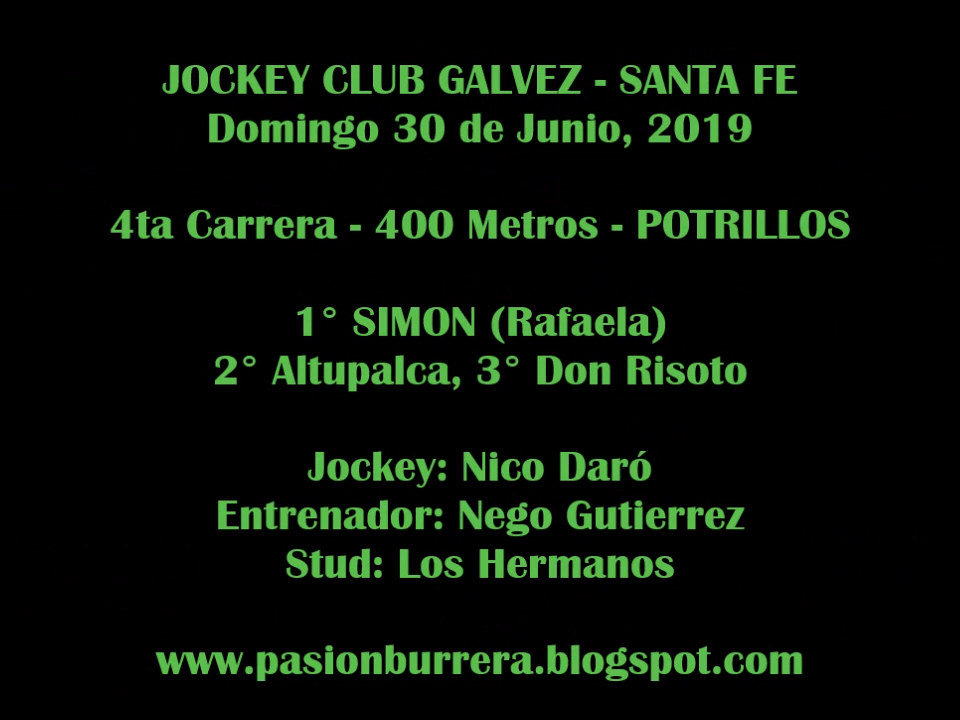 JOCKEY CLUB GALVEZ - SANTA FE
Domingo 30 de Junio, 2019
4ta Carrera - 400 Metros - POTRILLOS
1° SIMON (Rafaela)
2° Altupalca, 3° Don Risoto
Jockey: Nico Daró
Entrenador: Nego Gutierrez
Stud: Los Hermanos
www.pasionburrera.blogspot.com